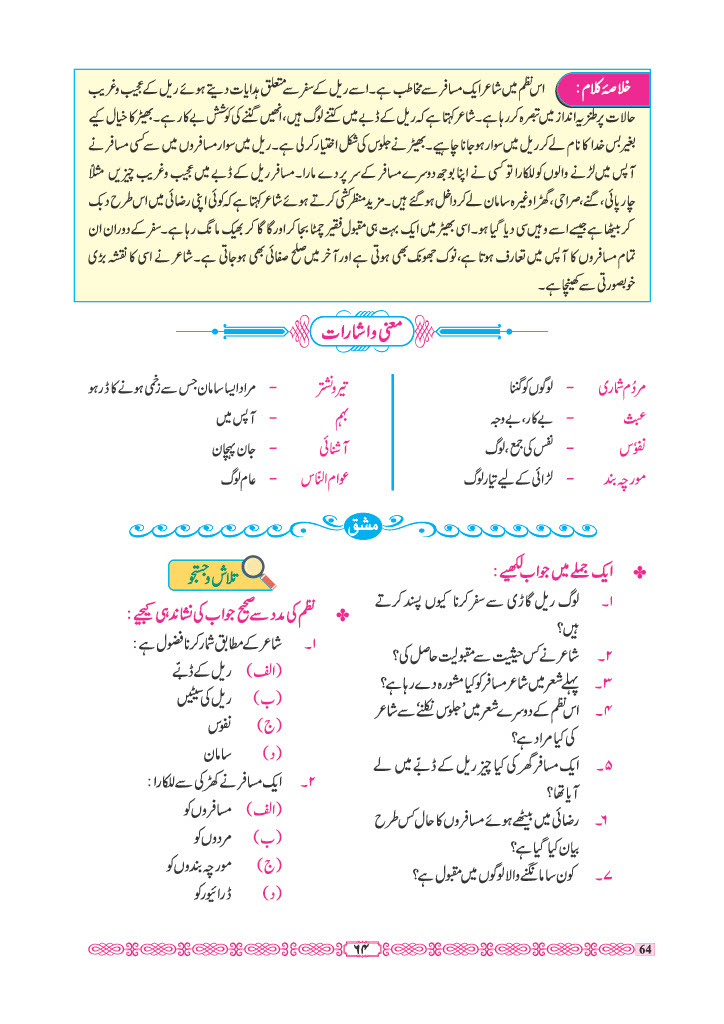 خلاصۂ کلام : اس نظم میں شاعر ایک مسافر سے مخاطب ہے۔ اسے ریل کے سفر سے متعلق ہدایات دیتے ہوئے ریل کے عجیب و غریب
حالات پر طنزیہ انداز میں تبصرہ کر رہا ہے۔ شاعر کہتا ہے کہ ریل کے ڈبے میں کتنے لوگ ہیں، انھیں گننے کی کوشش بے کار ہے۔ بھیڑ کا خیال کیے
بغیر بس خدا کا نام لے کر ریل میں سوار ہو جانا چاہیے۔ بھیڑ نے جلوس کی شکل اختیار کر لی ہے۔ ریل میں سوار مسافروں میں سے کسی مسافر نے
آپس میں لڑنے والوں کو للکارا تو کسی نے اپنا بوجھ دوسرے مسافر کے سر پر دے مارا۔ مسافر ریل کے ڈبے میں عجیب و غریب چیزیں مثلاً
چارپائی، گنے، صراحی، گھڑا وغیرہ سامان لے کر داخل ہو گئے ہیں۔ مزید منظر کشی کرتے ہوئے شاعر کہتا ہے کہ کوئی اپنی رضائی میں اس طرح دبک
کر بیٹھا ہے جیسے اسے وہیں سی دیا گیا ہو۔ اسی بھیڑ میں ایک بہت ہی مقبول فقیر چمٹا بجا کر اور گا گا کر بھیک مانگ رہا ہے۔ سفر کے دوران ان
تمام مسافروں کا آپس میں تعارف ہوتا ہے، نوک جھونک بھی ہوتی ہے اور آخر میں صلح صفائی بھی ہو جاتی ہے۔ شاعر نے اسی کا نقشہ بڑی
خوبصورتی سے کھینچا ہے۔
معنی و اشارات
مردم شماری - لوگوں کو گننا
عبث - بے کار، بے وجہ
نفوس - نفس کی جمع، لوگ
مورچہ بند - لڑائی کے لیے تیار لوگ
تیر و نشتر - مراد ایسا سامان جس سے زخمی ہونے کا ڈر ہو
بہم - آپس میں
آشنائی - جان پہچان
عوام النّاس - عام لوگ
مشق
ایک جملے میں جواب لکھیے :
۱۔ لوگ ریل گاڑی سے سفر کرنا کیوں پسند کرتے
ہیں؟
۲۔ شاعر نے کس حیثیت سے مقبولیت حاصل کی؟
۳۔ پہلے شعر میں شاعر مسافر کو کیا مشورہ دے رہا ہے؟
۴۔ اس نظم کے دوسرے شعر میں 'جلوس نکلنے' سے شاعر
کی کیا مراد ہے؟
۵۔ ایک مسافر گھر کی کیا چیز ریل کے ڈبّے میں لے
آیا تھا؟
۶۔ رضائی میں بیٹھے ہوئے مسافروں کا حال کس طرح
بیان کیا گیا ہے؟
۷۔ کون سا مانگنے والا لوگوں میں مقبول ہے؟
تلاش و جستجو
نظم کی مدد سے صحیح جواب کی نشاندہی کیجیے :
۱۔ شاعر کے مطابق شمار کرنا فضول ہے :
(الف) ریل کے ڈبّے
(ب) ریل کی سیٹیں
(ج) نفوس
(د) سامان
۲۔ ایک مسافر نے کھڑکی سے للکارا :
(الف) مسافروں کو
(ب) مردوں کو
(ج) مورچہ بندوں کو
(د) ڈرائیور کو
۶۴
64